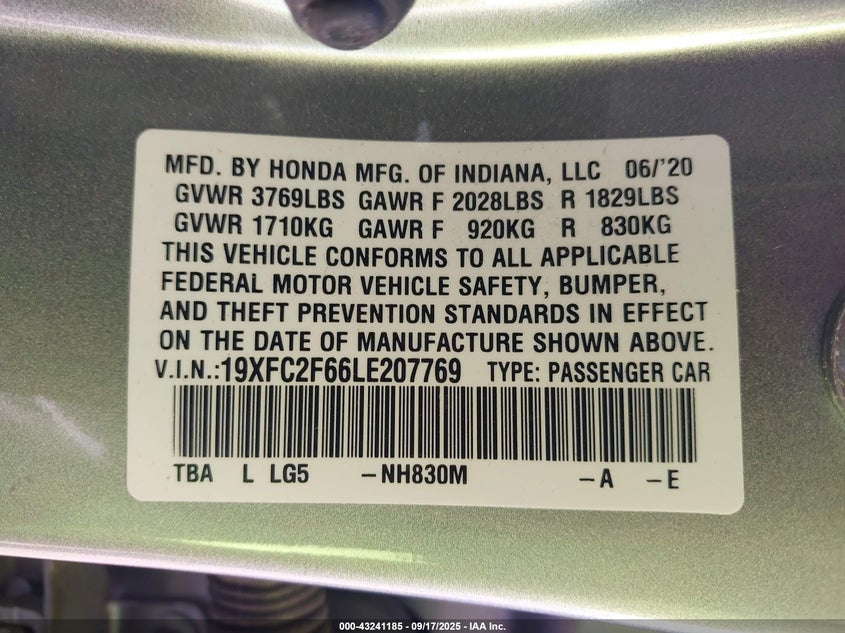 MFD. BY HONDA MFG. OF INDIANA, LLC 06/'20
GVWR 3769LBS GAWR F 2028LBS R 1829LBS
GVWR 1710KG GAWR F 920KG R 830KG
THIS VEHICLE CONFORMS TO ALL APPLICABLE
FEDERAL MOTOR VEHICLE SAFETY, BUMPER,
AND THEFT PREVENTION STANDARDS IN EFFECT
ON THE DATE OF MANUFACTURE SHOWN ABOVE.
V.I.N.:19XFC2F66LE207769 TYPE: PASSENGER CAR
TBA L LG5 –NH830M –A –E
000-43241185 - 09/17/2025 - IAA Inc.